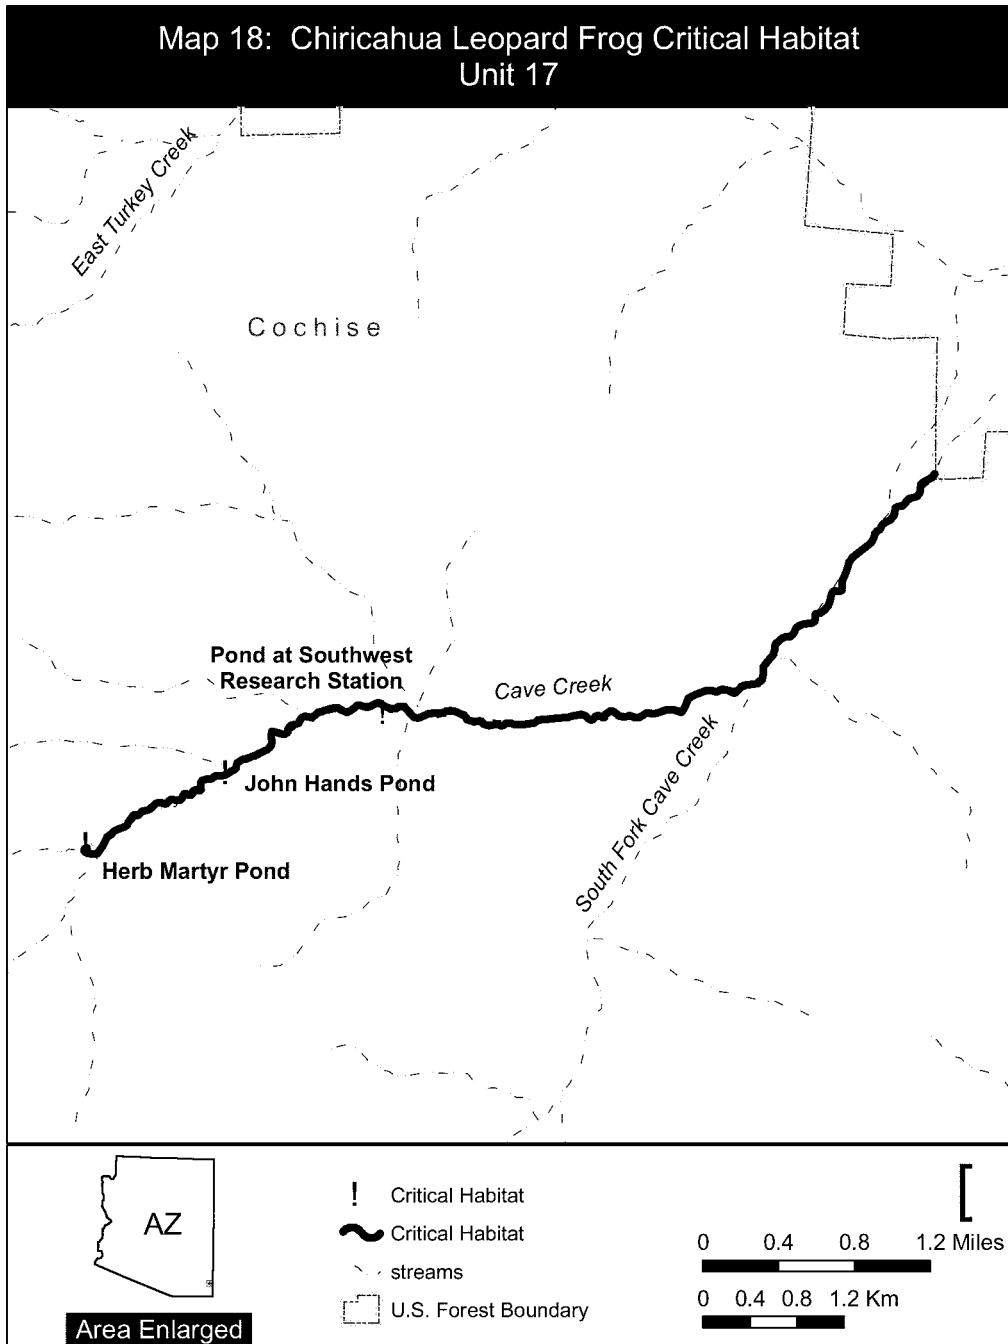 Map 18: Chiricahua Leopard Frog Critical Habitat
Unit 17
East Turkey Creek
Cochise
Pond at Southwest
Research Station
Cave Creek
John Hands Pond
South Fork Cave Creek
Herb Martyr Pond
AZ
Area Enlarged
! Critical Habitat
Critical Habitat
streams
U.S. Forest Boundary
[
0 0.4 0.8 1.2 Miles
0 0.4 0.8 1.2 Km